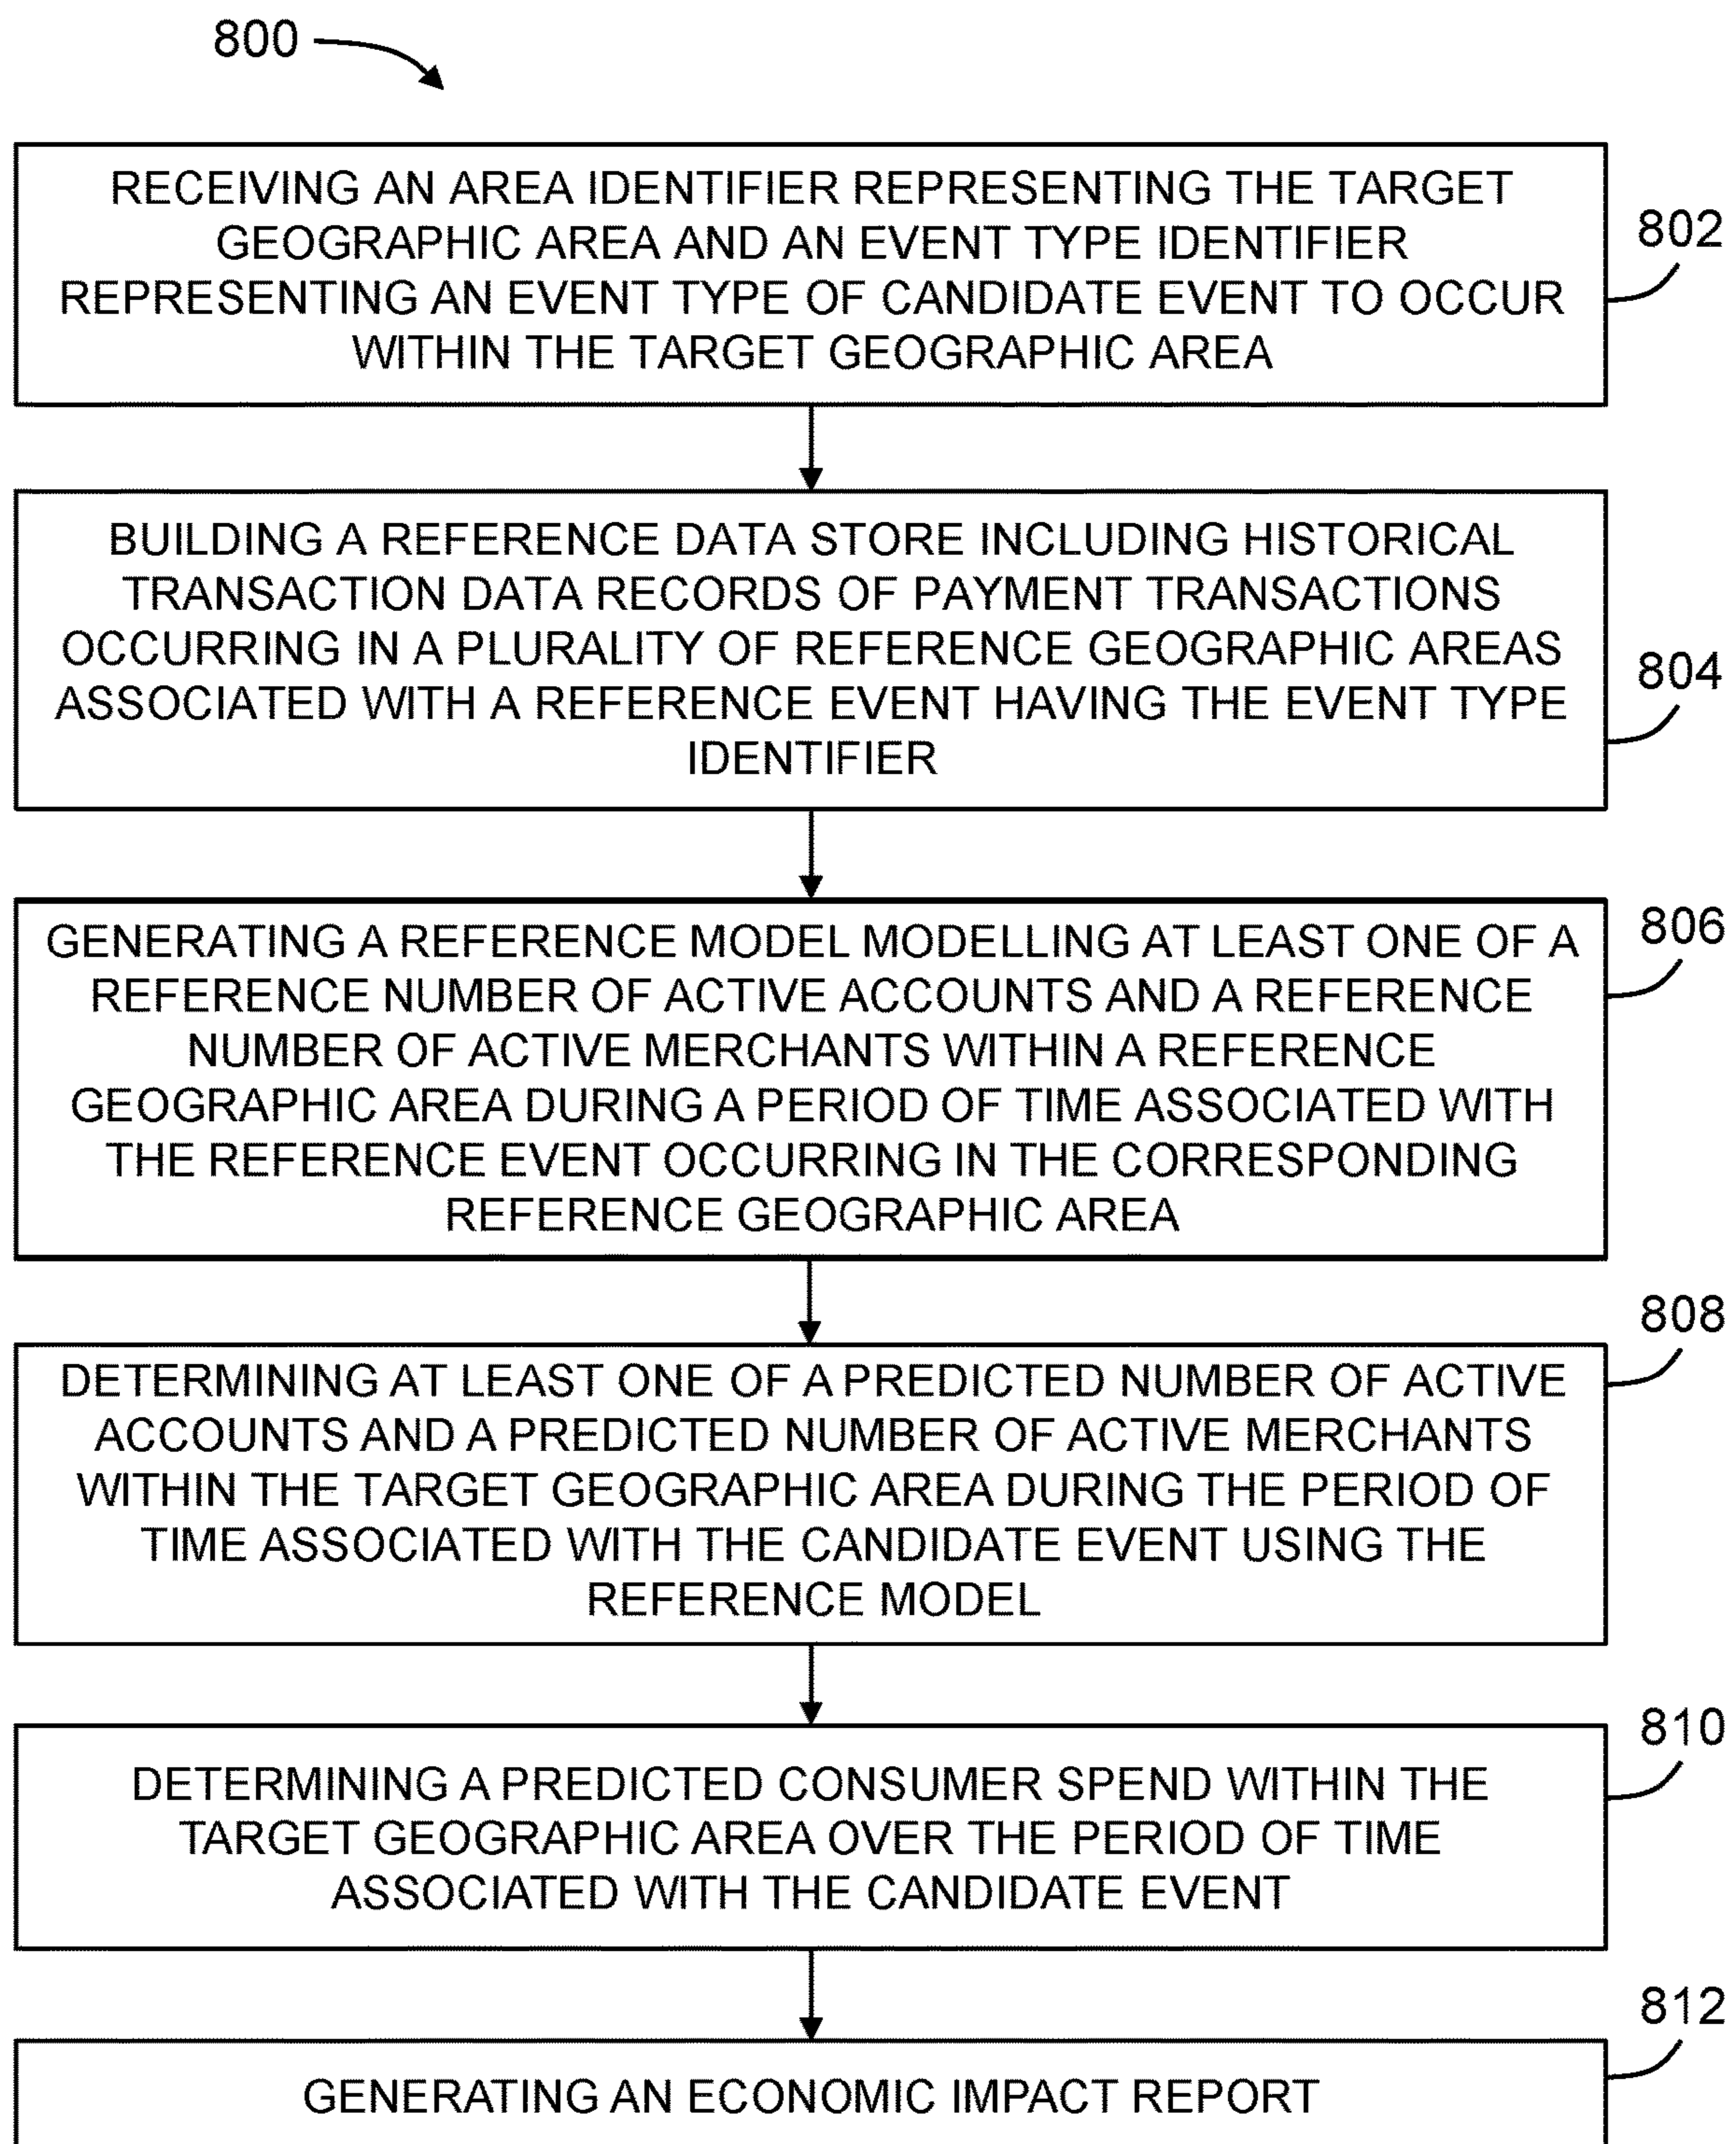 800
RECEIVING AN AREA IDENTIFIER REPRESENTING THE TARGET
GEOGRAPHIC AREA AND AN EVENT TYPE IDENTIFIER
REPRESENTING AN EVENT TYPE OF CANDIDATE EVENT TO OCCUR
WITHIN THE TARGET GEOGRAPHIC AREA
802
BUILDING A REFERENCE DATA STORE INCLUDING HISTORICAL
TRANSACTION DATA RECORDS OF PAYMENT TRANSACTIONS
OCCURRING IN A PLURALITY OF REFERENCE GEOGRAPHIC AREAS
ASSOCIATED WITH A REFERENCE EVENT HAVING THE EVENT TYPE
IDENTIFIER
804
GENERATING A REFERENCE MODEL MODELLING AT LEAST ONE OF A
REFERENCE NUMBER OF ACTIVE ACCOUNTS AND A REFERENCE
NUMBER OF ACTIVE MERCHANTS WITHIN A REFERENCE
GEOGRAPHIC AREA DURING A PERIOD OF TIME ASSOCIATED WITH
THE REFERENCE EVENT OCCURRING IN THE CORRESPONDING
REFERENCE GEOGRAPHIC AREA
806
DETERMINING AT LEAST ONE OF A PREDICTED NUMBER OF ACTIVE
ACCOUNTS AND A PREDICTED NUMBER OF ACTIVE MERCHANTS
WITHIN THE TARGET GEOGRAPHIC AREA DURING THE PERIOD OF
TIME ASSOCIATED WITH THE CANDIDATE EVENT USING THE
REFERENCE MODEL
808
DETERMINING A PREDICTED CONSUMER SPEND WITHIN THE
TARGET GEOGRAPHIC AREA OVER THE PERIOD OF TIME
ASSOCIATED WITH THE CANDIDATE EVENT
810
GENERATING AN ECONOMIC IMPACT REPORT
812